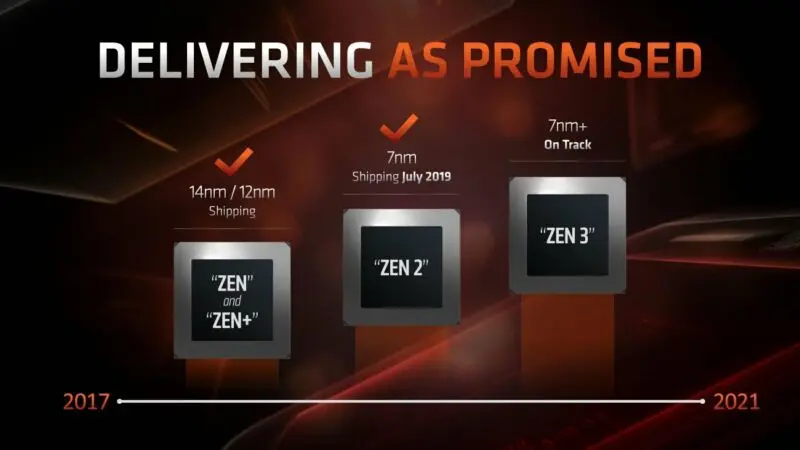 DELIVERING AS PROMISED
14nm / 12nm
Shipping
“ZEN”
and
“ZEN+”
7nm
Shipping July 2019
“ZEN 2”
7nm+
On Track
“ZEN 3”
2017
2021